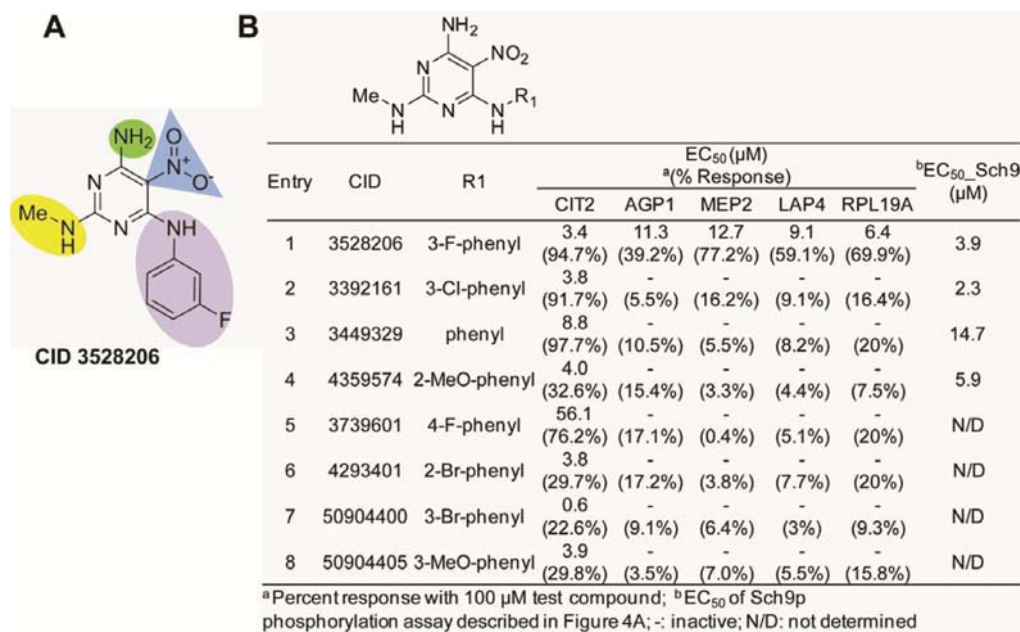 A B
NH₂
NO₂
N
Me
N
H
N
N
H
R₁
NH₂
O
N⁺
O⁻
N
Me
N
H
N
NH
F
CID 3528206
Entry CID R1 EC₅₀ (µM) ᵃ(% Response) ᵇEC₅₀_Sch9 (µM)
CIT2 AGP1 MEP2 LAP4 RPL19A
1 3528206 3-F-phenyl 3.4 11.3 12.7 9.1 6.4 3.9
(94.7%) (39.2%) (77.2%) (59.1%) (69.9%)
2 3392161 3-Cl-phenyl 3.8 - - - - 2.3
(91.7%) (5.5%) (16.2%) (9.1%) (16.4%)
3 3449329 phenyl 8.8 - - - - 14.7
(97.7%) (10.5%) (5.5%) (8.2%) (20%)
4 4359574 2-MeO-phenyl 4.0 - - - - 5.9
(32.6%) (15.4%) (3.3%) (4.4%) (7.5%)
5 3739601 4-F-phenyl 56.1 - - - - N/D
(76.2%) (17.1%) (0.4%) (5.1%) (20%)
6 4293401 2-Br-phenyl 3.8 - - - - N/D
(29.7%) (17.2%) (3.8%) (7.7%) (20%)
7 50904400 3-Br-phenyl 0.6 - - - - N/D
(22.6%) (9.1%) (6.4%) (3%) (9.3%)
8 50904405 3-MeO-phenyl 3.9 - - - - N/D
(29.8%) (3.5%) (7.0%) (5.5%) (15.8%)
ᵃPercent response with 100 µM test compound; ᵇEC₅₀ of Sch9p
phosphorylation assay described in Figure 4A; -: inactive; N/D: not determined